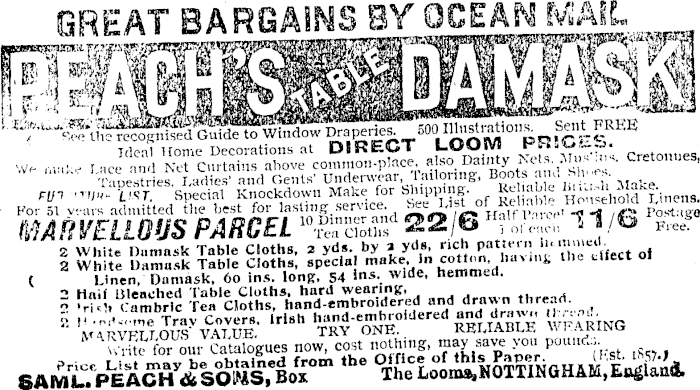 GREAT BARGAINS BY OCEAN MAIL
PEACH'S TABLE DAMASK
See the recognised Guide to Window Draperies. 500 Illustrations. Sent FREE
Ideal Home Decorations at DIRECT LOOM PRICES.
We make Lace and Net Curtains above common-place, also Dainty Nets, Muslins, Cretonnes,
Tapestries, Ladies' and Gents' Underwear, Tailoring, Boots and Shoes.
LIST. Special Knockdown Make for Shipping. Reliable British Make.
For 51 years admitted the best for lasting service. See List of Reliable Household Linens.
MARVELLOUS PARCEL 10 Dinner and Tea Cloths 22/6 Half Parcel 1 of each 11/6 Postage Free.
2 White Damask Table Cloths, 2 yds. by 2 yds, rich pattern hemmed.
2 White Damask Table Cloths, special make, in cotton, having the effect of
Linen, Damask, 60 ins. long, 54 ins. wide, hemmed.
2 Half Bleached Table Cloths, hard wearing,
2 Irish Cambric Tea Cloths, hand-embroidered and drawn thread.
2 Handsome Tray Covers, Irish hand-embroidered and drawn thread.
MARVELLOUS VALUE. TRY ONE. RELIABLE WEARING
Write for our Catalogues now, cost nothing, may save you pounds.
Price List may be obtained from the Office of this Paper. (Est. 1857.)
SAML. PEACH & SONS, Box The Looms, NOTTINGHAM, England.